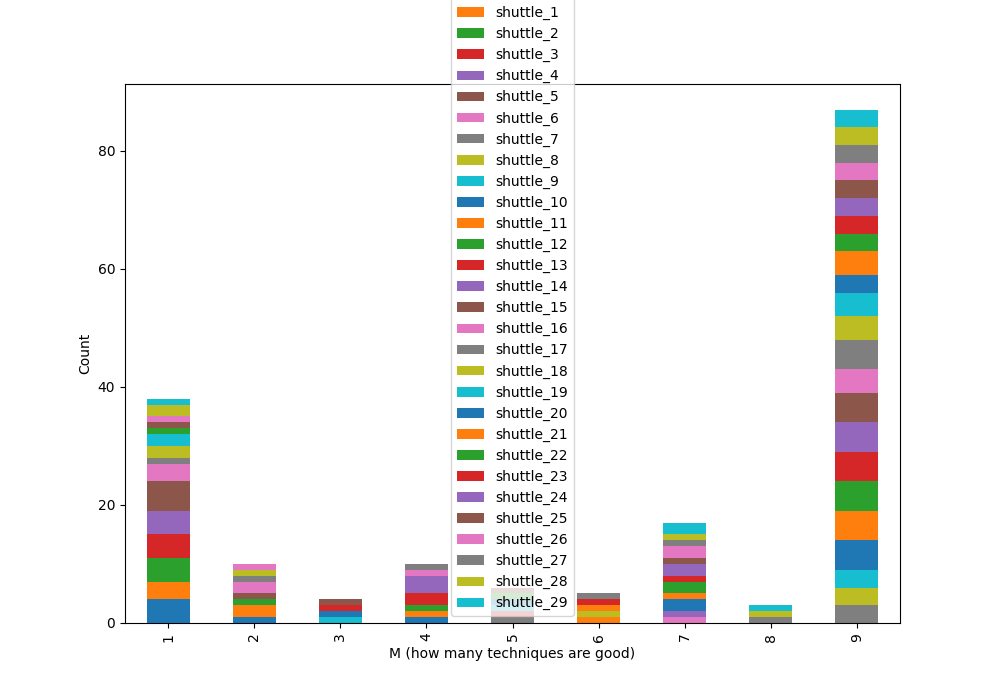 shuttle_1
shuttle_2
shuttle_3
shuttle_4
shuttle_5
shuttle_6
shuttle_7
shuttle_8
shuttle_9
shuttle_10
shuttle_11
shuttle_12
shuttle_13
shuttle_14
shuttle_15
shuttle_16
shuttle_17
shuttle_18
shuttle_19
shuttle_20
shuttle_21
shuttle_22
shuttle_23
shuttle_24
shuttle_25
shuttle_26
shuttle_27
shuttle_28
shuttle_29
80
60
40
20
0
Count
1 2 3 4 5 6 7 8 9
M (how many techniques are good)